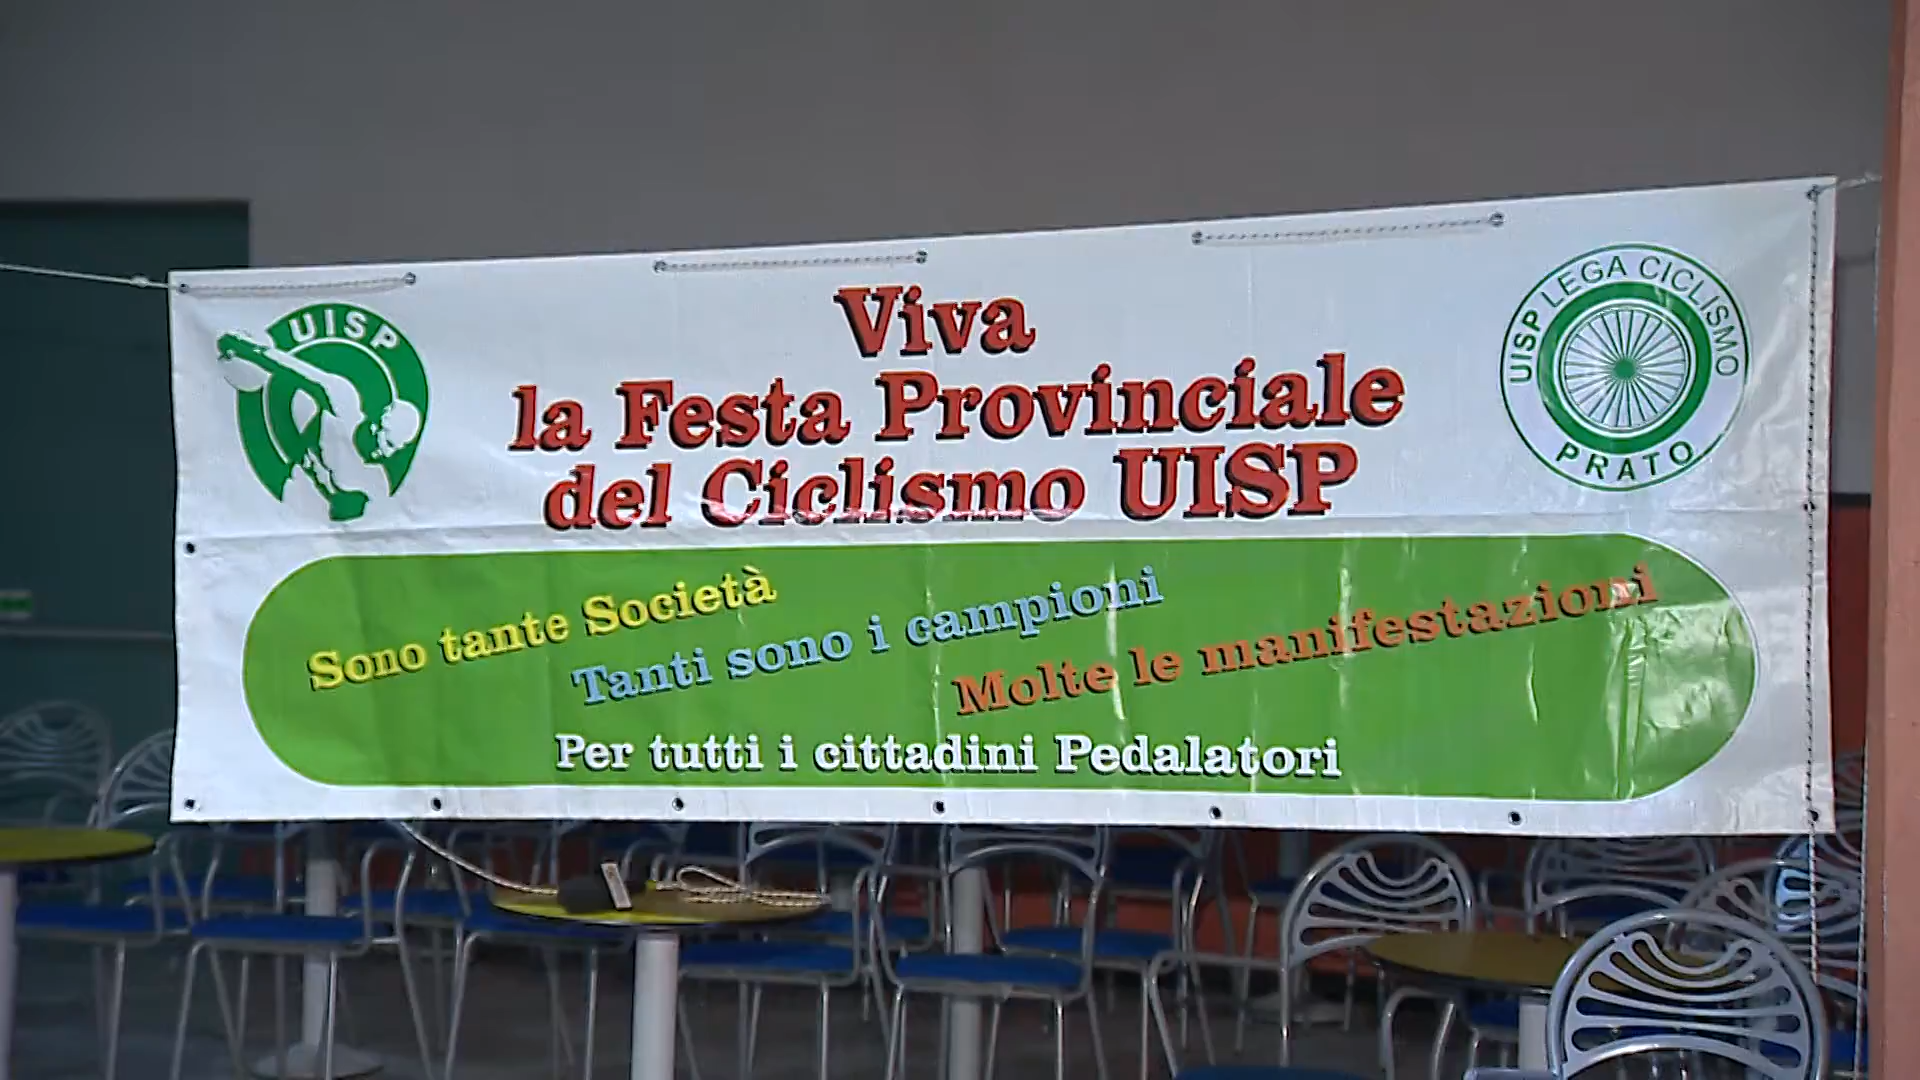 UISP
Viva
la Festa Provinciale
del Ciclismo UISP
UISP LEGA CICLISMO
PRATO
Sono tante Società
Tanti sono i campioni
Molte le manifestazioni
Per tutti i cittadini Pedalatori